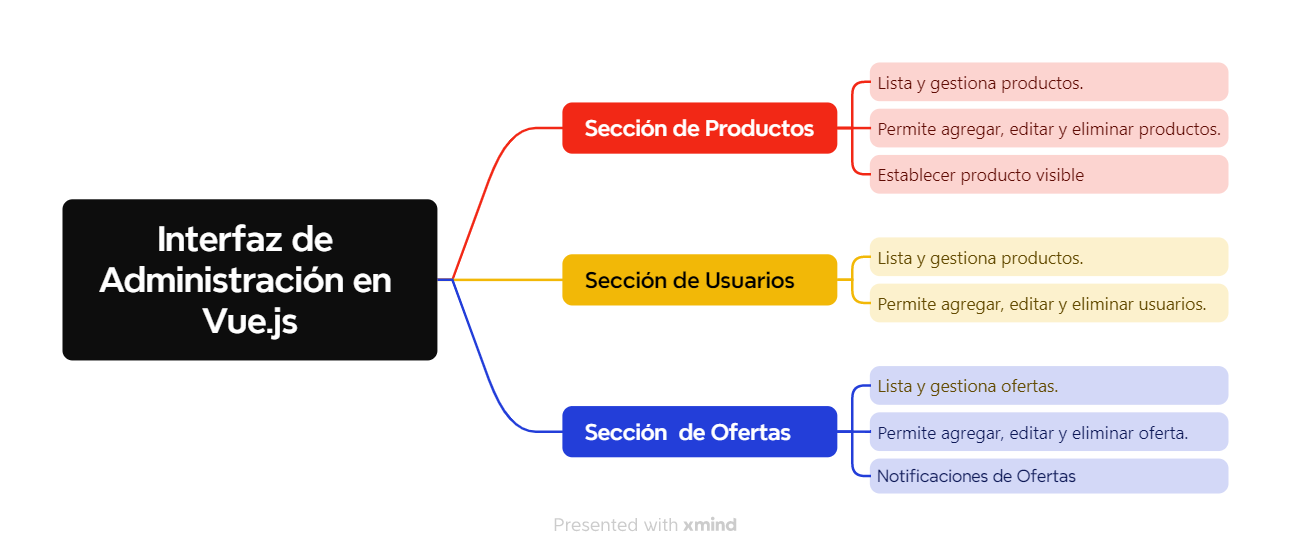 Interfaz de
Administración en
Vue.js
Sección de Productos
Lista y gestiona productos.
Permite agregar, editar y eliminar productos.
Establecer producto visible
Sección de Usuarios
Lista y gestiona productos.
Permite agregar, editar y eliminar usuarios.
Sección  de Ofertas
Lista y gestiona ofertas.
Permite agregar, editar y eliminar oferta.
Notificaciones de Ofertas
Presented with xmind